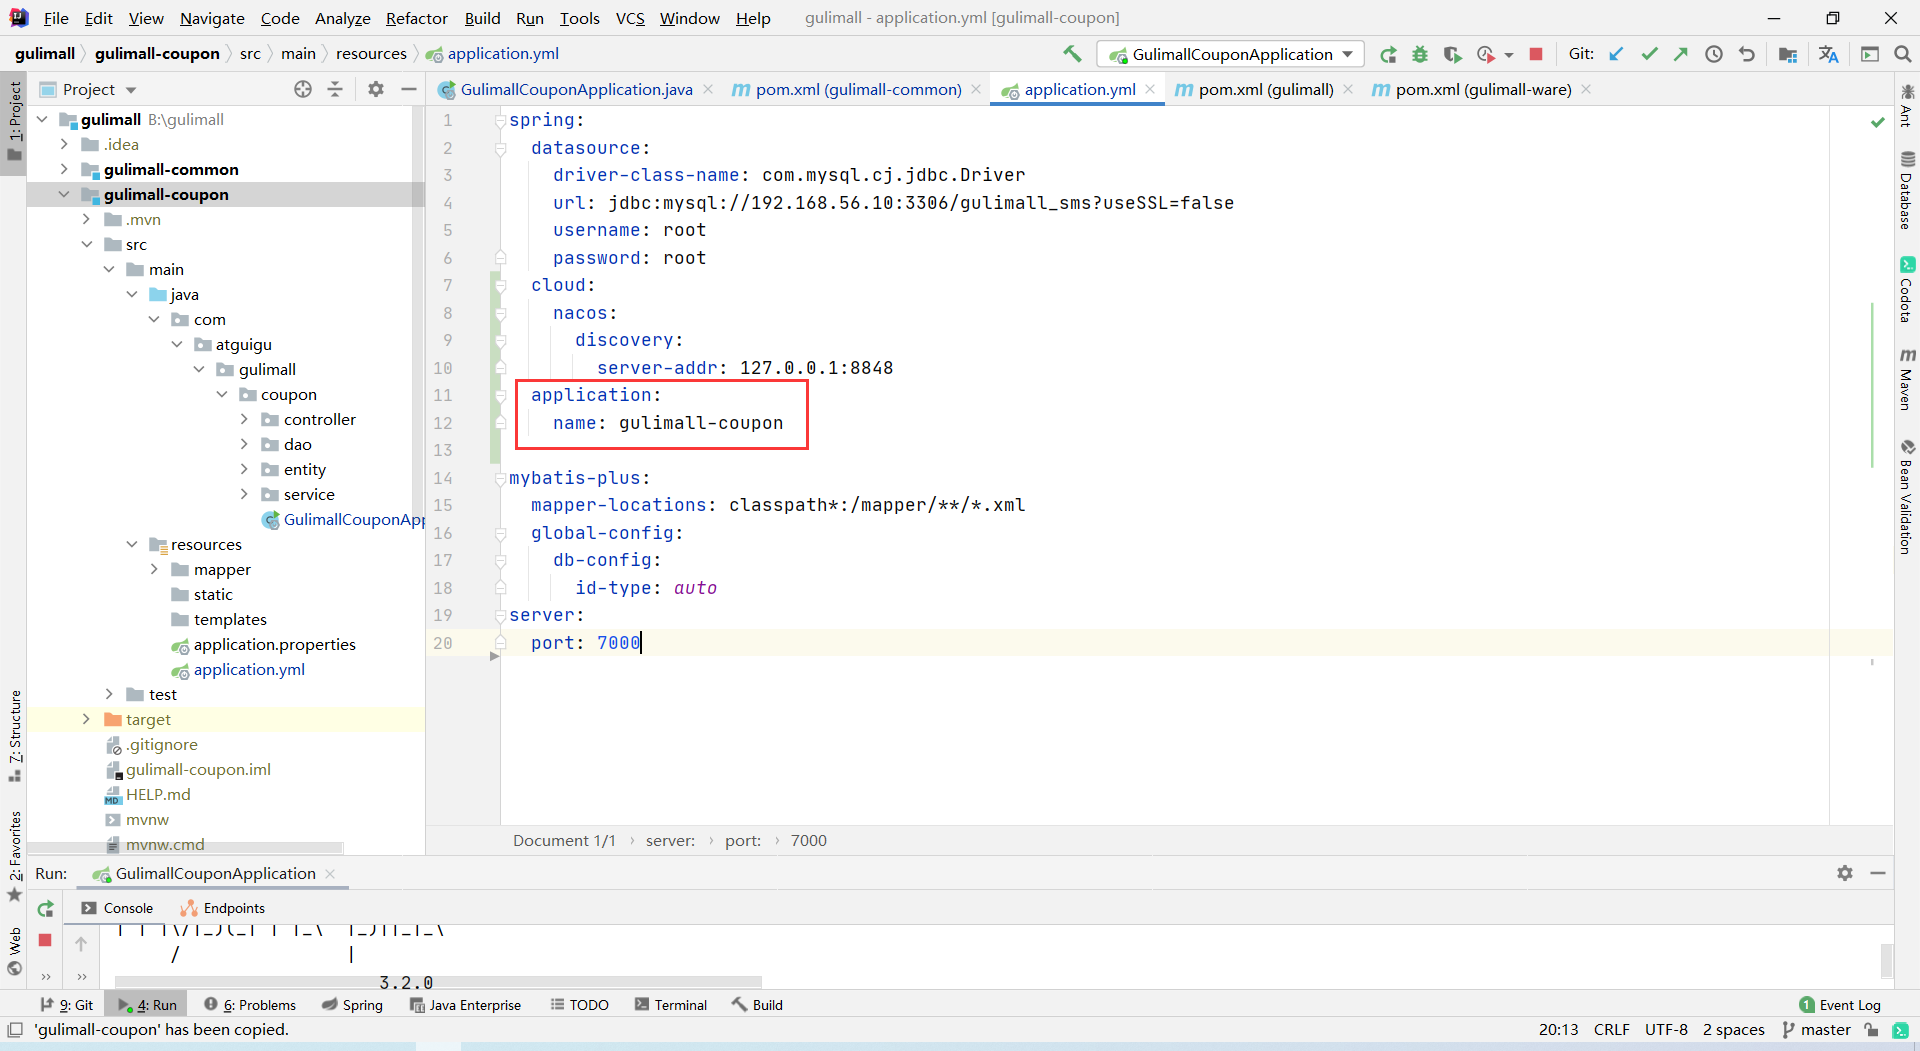 File Edit View Navigate Code Analyze Refactor Build Run Tools VCS Window Help gulimall - application.yml [gulimall-coupon]
gulimall gulimall-coupon src main resources application.yml GulimallCouponApplication Git:
Project GulimallCouponApplication.java pom.xml (gulimall-common) application.yml pom.xml (gulimall) pom.xml (gulimall-ware)
1: Project
gulimall B:\gulimall
.idea
gulimall-common
gulimall-coupon
.mvn
src
main
java
com
atguigu
gulimall
coupon
controller
dao
entity
service
GulimallCouponApp
resources
mapper
static
templates
application.properties
application.yml
test
target
.gitignore
gulimall-coupon.iml
HELP.md
mvnw
mvnw.cmd
7: Structure
2: Favorites
Web
1 spring:
2 datasource:
3 driver-class-name: com.mysql.cj.jdbc.Driver
4 url: jdbc:mysql://192.168.56.10:3306/gulimall_sms?useSSL=false
5 username: root
6 password: root
7 cloud:
8 nacos:
9 discovery:
10 server-addr: 127.0.0.1:8848
11 application:
12 name: gulimall-coupon
13
14 mybatis-plus:
15 mapper-locations: classpath*:/mapper/**/*.xml
16 global-config:
17 db-config:
18 id-type: auto
19 server:
20 port: 7000
Document 1/1 › server: › port: › 7000
Ant
Database
Codota
Maven
Bean Validation
Run: GulimallCouponApplication
Console Endpoints
/ |
3.2.0
9: Git 4: Run 6: Problems Spring Java Enterprise TODO Terminal Build 1 Event Log
'gulimall-coupon' has been copied. 20:13 CRLF UTF-8 2 spaces master